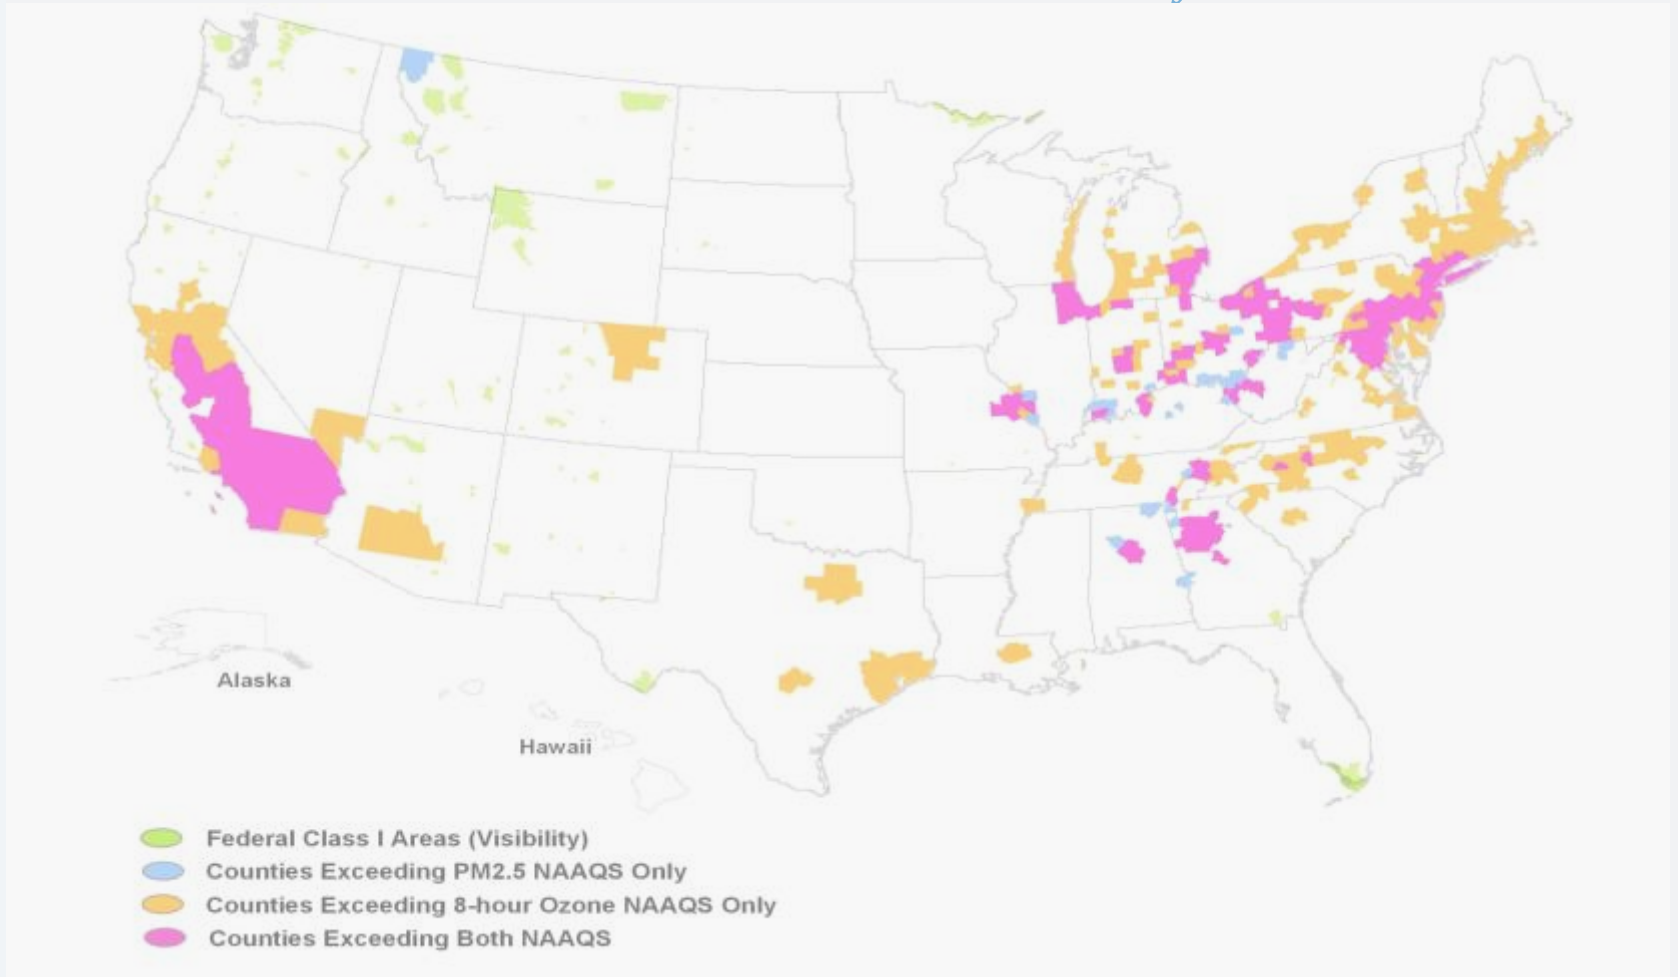 Alaska
Hawaii
Federal Class I Areas (Visibility)
Counties Exceeding PM2.5 NAAQS Only
Counties Exceeding 8-hour Ozone NAAQS Only
Counties Exceeding Both NAAQS